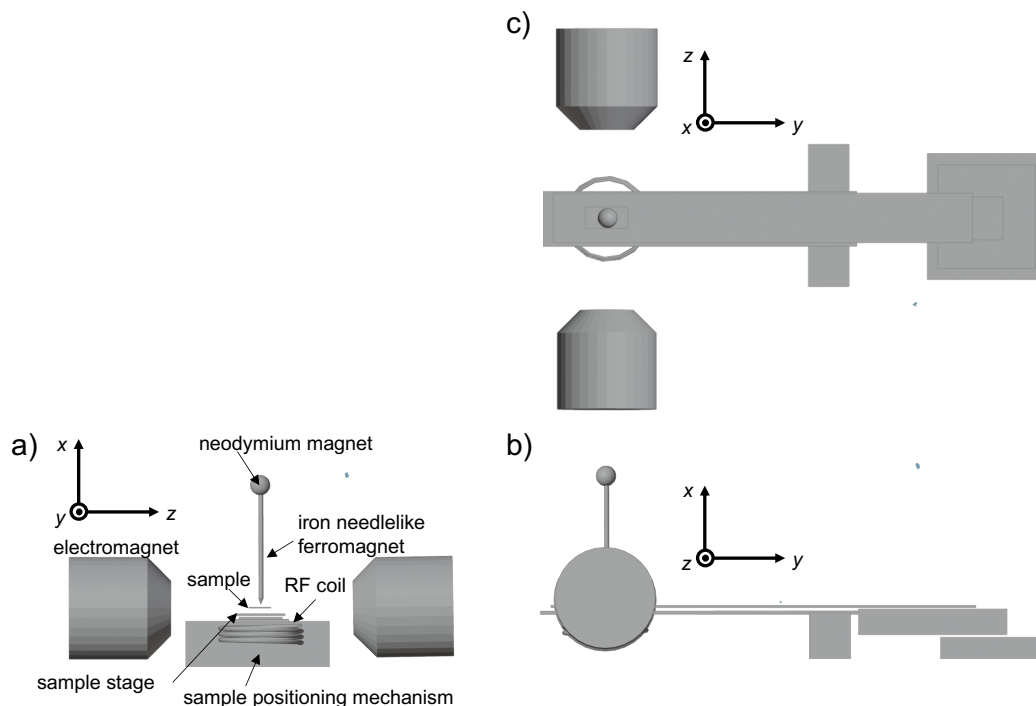 c)
z
x
y
a)
x
y
z
neodymium magnet
iron needlelike
ferromagnet
electromagnet
sample
RF coil
sample stage
sample positioning mechanism
b)
x
z
y